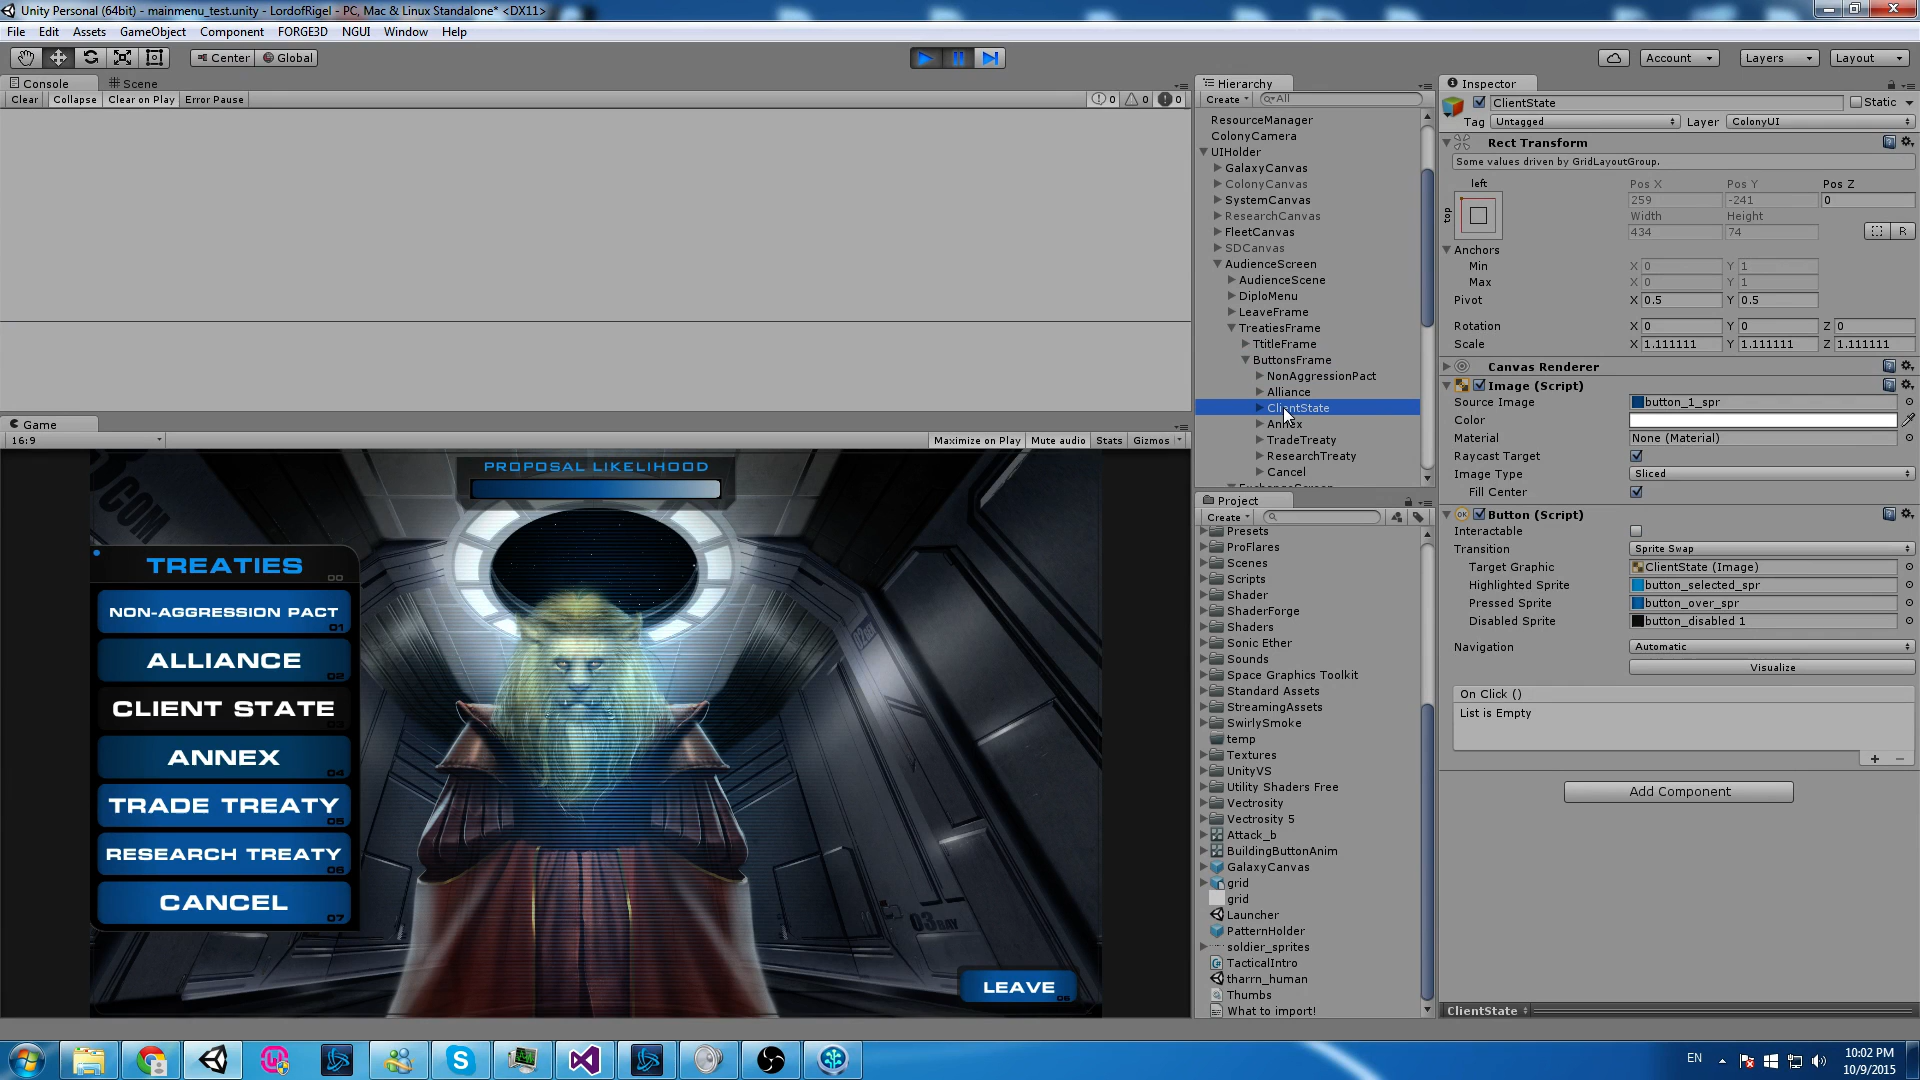 Unity Personal (64bit) - mainmenu_test.unity - LordofRigel - PC, Mac & Linux Standalone* <DX11>
File Edit Assets GameObject Component FORGE3D NGUI Window Help
Center Global
Account Layers Layout
Console Scene
Clear Collapse Clear on Play Error Pause
0 0 0
Game
16:9
Maximize on Play Mute audio Stats Gizmos
PROPOSAL LIKELIHOOD
TREATIES
NON-AGGRESSION PACT
01
ALLIANCE
02
CLIENT STATE
ANNEX
04
TRADE TREATY
05
RESEARCH TREATY
06
CANCEL
07
LEAVE
06
03BAY
Hierarchy
Create All
ResourceManager
ColonyCamera
UIHolder
GalaxyCanvas
ColonyCanvas
SystemCanvas
ResearchCanvas
FleetCanvas
SDCanvas
AudienceScreen
AudienceScene
DiploMenu
LeaveFrame
TreatiesFrame
TtitleFrame
ButtonsFrame
NonAggressionPact
Alliance
ClientState
Annex
TradeTreaty
ResearchTreaty
Cancel
Project
Create
Presets
ProFlares
Scenes
Scripts
Shader
ShaderForge
Shaders
Sonic Ether
Sounds
Space Graphics Toolkit
Standard Assets
StreamingAssets
SwirlySmoke
temp
Textures
UnityVS
Utility Shaders Free
Vectrosity
Vectrosity 5
Attack_b
BuildingButtonAnim
GalaxyCanvas
grid
grid
Launcher
PatternHolder
soldier_sprites
TacticalIntro
tharrn_human
Thumbs
What to import!
Inspector
ClientState Static
Tag Untagged Layer ColonyUI
Rect Transform
Some values driven by GridLayoutGroup.
left Pos X Pos Y Pos Z
top 259 -241 0
Width Height
434 74 R
Anchors
Min X 0 Y 1
Max X 0 Y 1
Pivot X 0.5 Y 0.5
Rotation X 0 Y 0 Z 0
Scale X 1.111111 Y 1.111111 Z 1.111111
Canvas Renderer
Image (Script)
Source Image button_1_spr
Color
Material None (Material)
Raycast Target
Image Type Sliced
Fill Center
Button (Script)
Interactable
Transition Sprite Swap
Target Graphic ClientState (Image)
Highlighted Sprite button_selected_spr
Pressed Sprite button_over_spr
Disabled Sprite button_disabled 1
Navigation Automatic
Visualize
On Click ()
List is Empty
Add Component
ClientState
EN
10:02 PM
10/9/2015